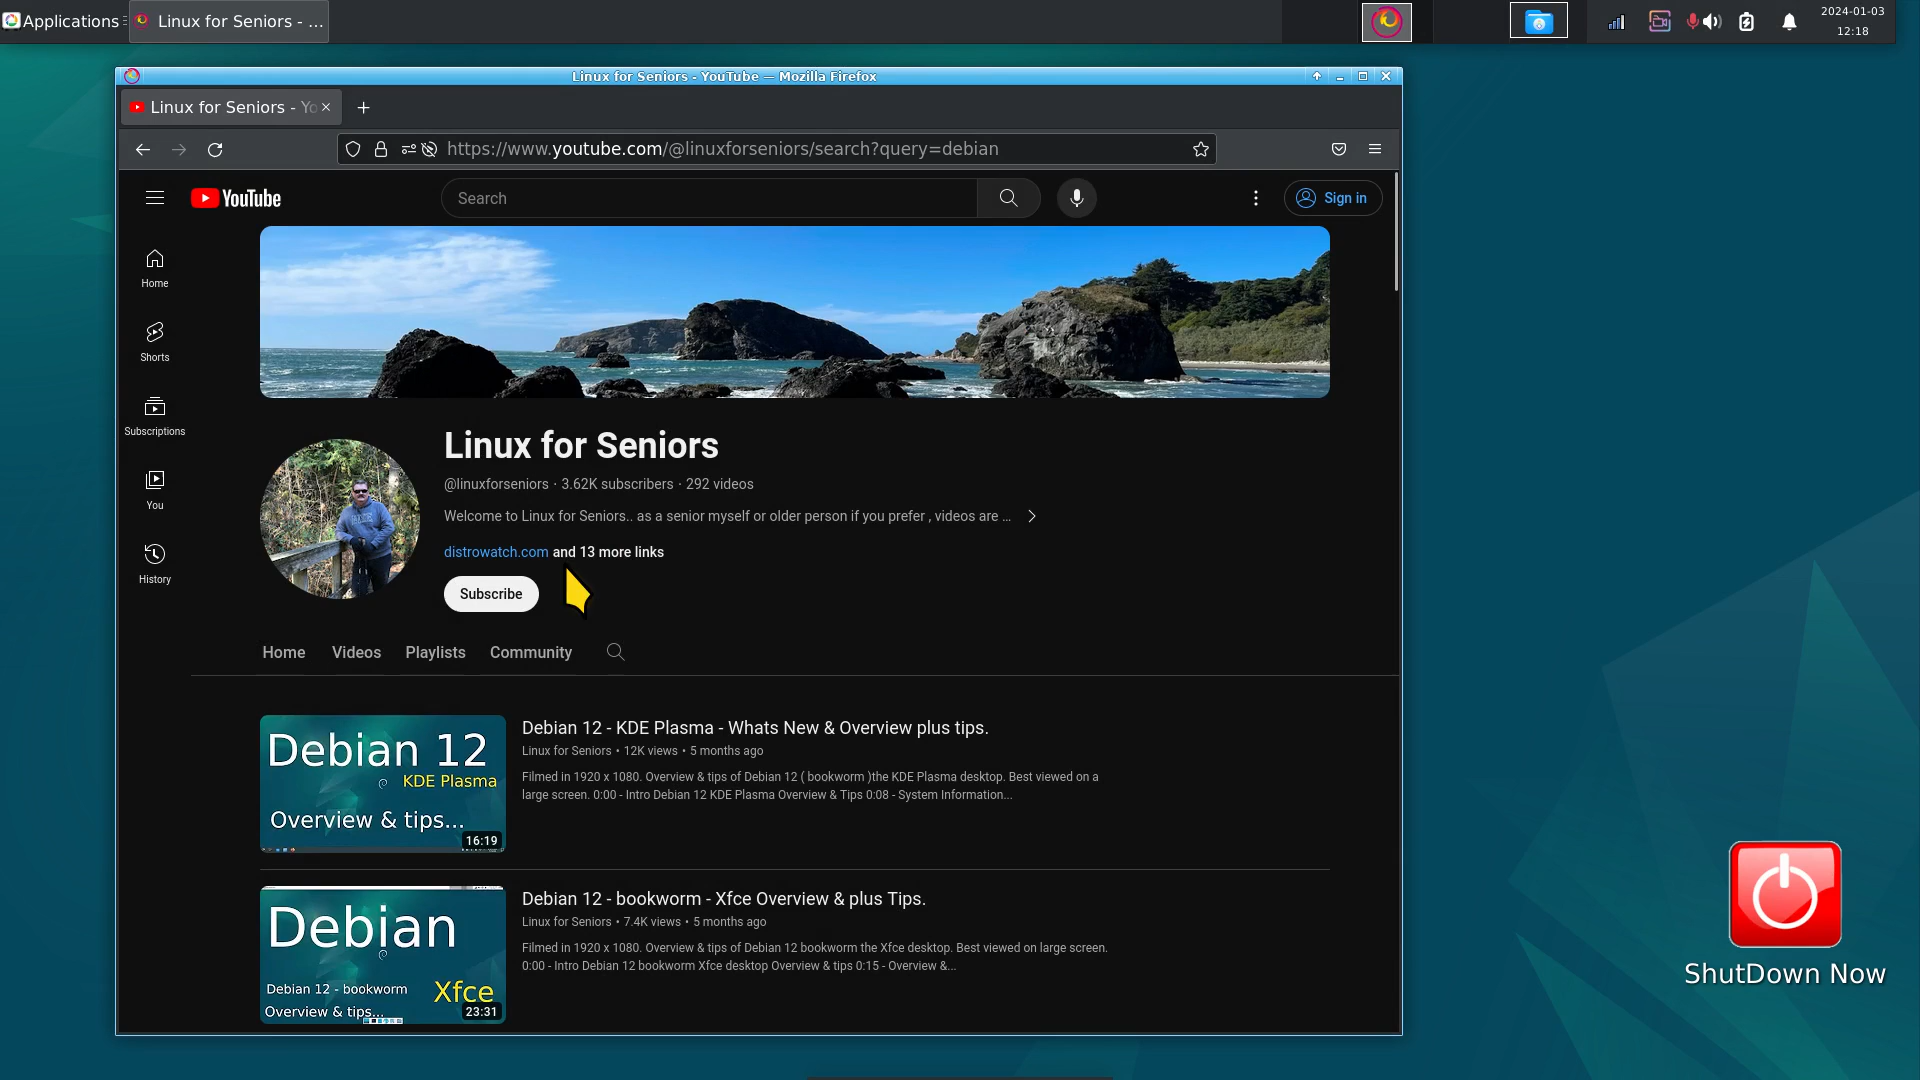 Applications
Linux for Seniors - ...
2024-01-03
12:18
Linux for Seniors - YouTube — Mozilla Firefox
Linux for Seniors - Yo
https://www.youtube.com/@linuxforseniors/search?query=debian
YouTube
Search
Sign in
Home
Shorts
Subscriptions
You
History
Linux for Seniors
@linuxforseniors · 3.62K subscribers · 292 videos
Welcome to Linux for Seniors.. as a senior myself or older person if you prefer , videos are ...
distrowatch.com and 13 more links
Subscribe
Home Videos Playlists Community
Debian 12
KDE Plasma
Overview & tips...
16:19
Debian 12 - KDE Plasma - Whats New & Overview plus tips.
Linux for Seniors • 12K views • 5 months ago
Filmed in 1920 x 1080. Overview & tips of Debian 12 ( bookworm )the KDE Plasma desktop. Best viewed on a
large screen. 0:00 - Intro Debian 12 KDE Plasma Overview & Tips 0:08 - System Information...
Debian
Debian 12 - bookworm
Xfce
Overview & tips...
23:31
Debian 12 - bookworm - Xfce Overview & plus Tips.
Linux for Seniors • 7.4K views • 5 months ago
Filmed in 1920 x 1080. Overview & tips of Debian 12 bookworm the Xfce desktop. Best viewed on large screen.
0:00 - Intro Debian 12 bookworm Xfce desktop Overview & tips 0:15 - Overview &...
ShutDown Now